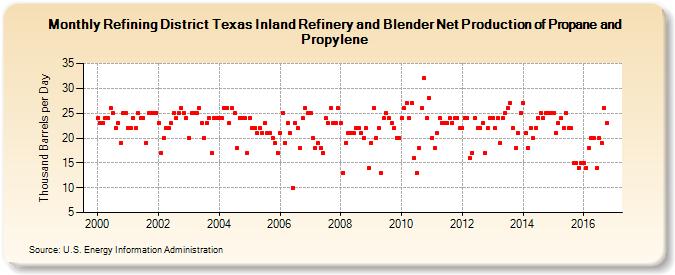 Monthly Refining District Texas Inland Refinery and Blender Net Production of Propane and
Propylene
Thousand Barrels per Day
35
30
25
20
15
10
5
2000 2002 2004 2006 2008 2010 2012 2014 2016
Source: U.S. Energy Information Administration